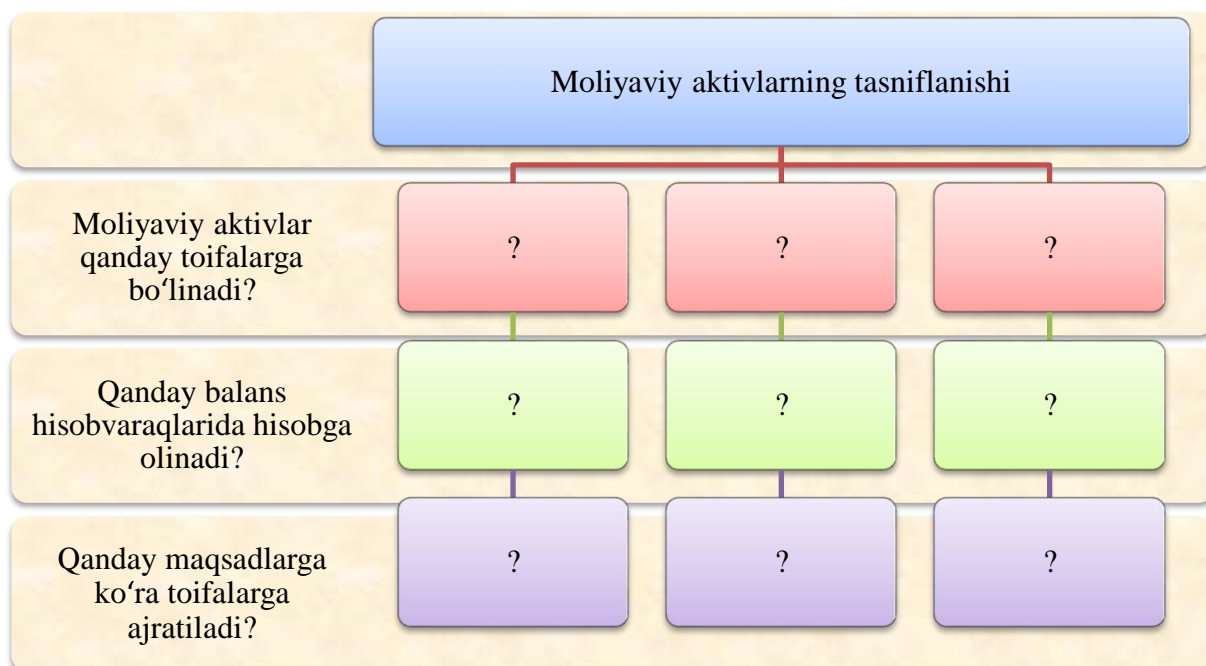 Moliyaviy aktivlarning tasniflanishi
Moliyaviy aktivlar
qanday toifalarga
bo‘linadi?
?
?
?
Qanday balans
hisobvaraqlarida hisobga
olinadi?
?
?
?
Qanday maqsadlarga
ko‘ra toifalarga
ajratiladi?
?
?
?